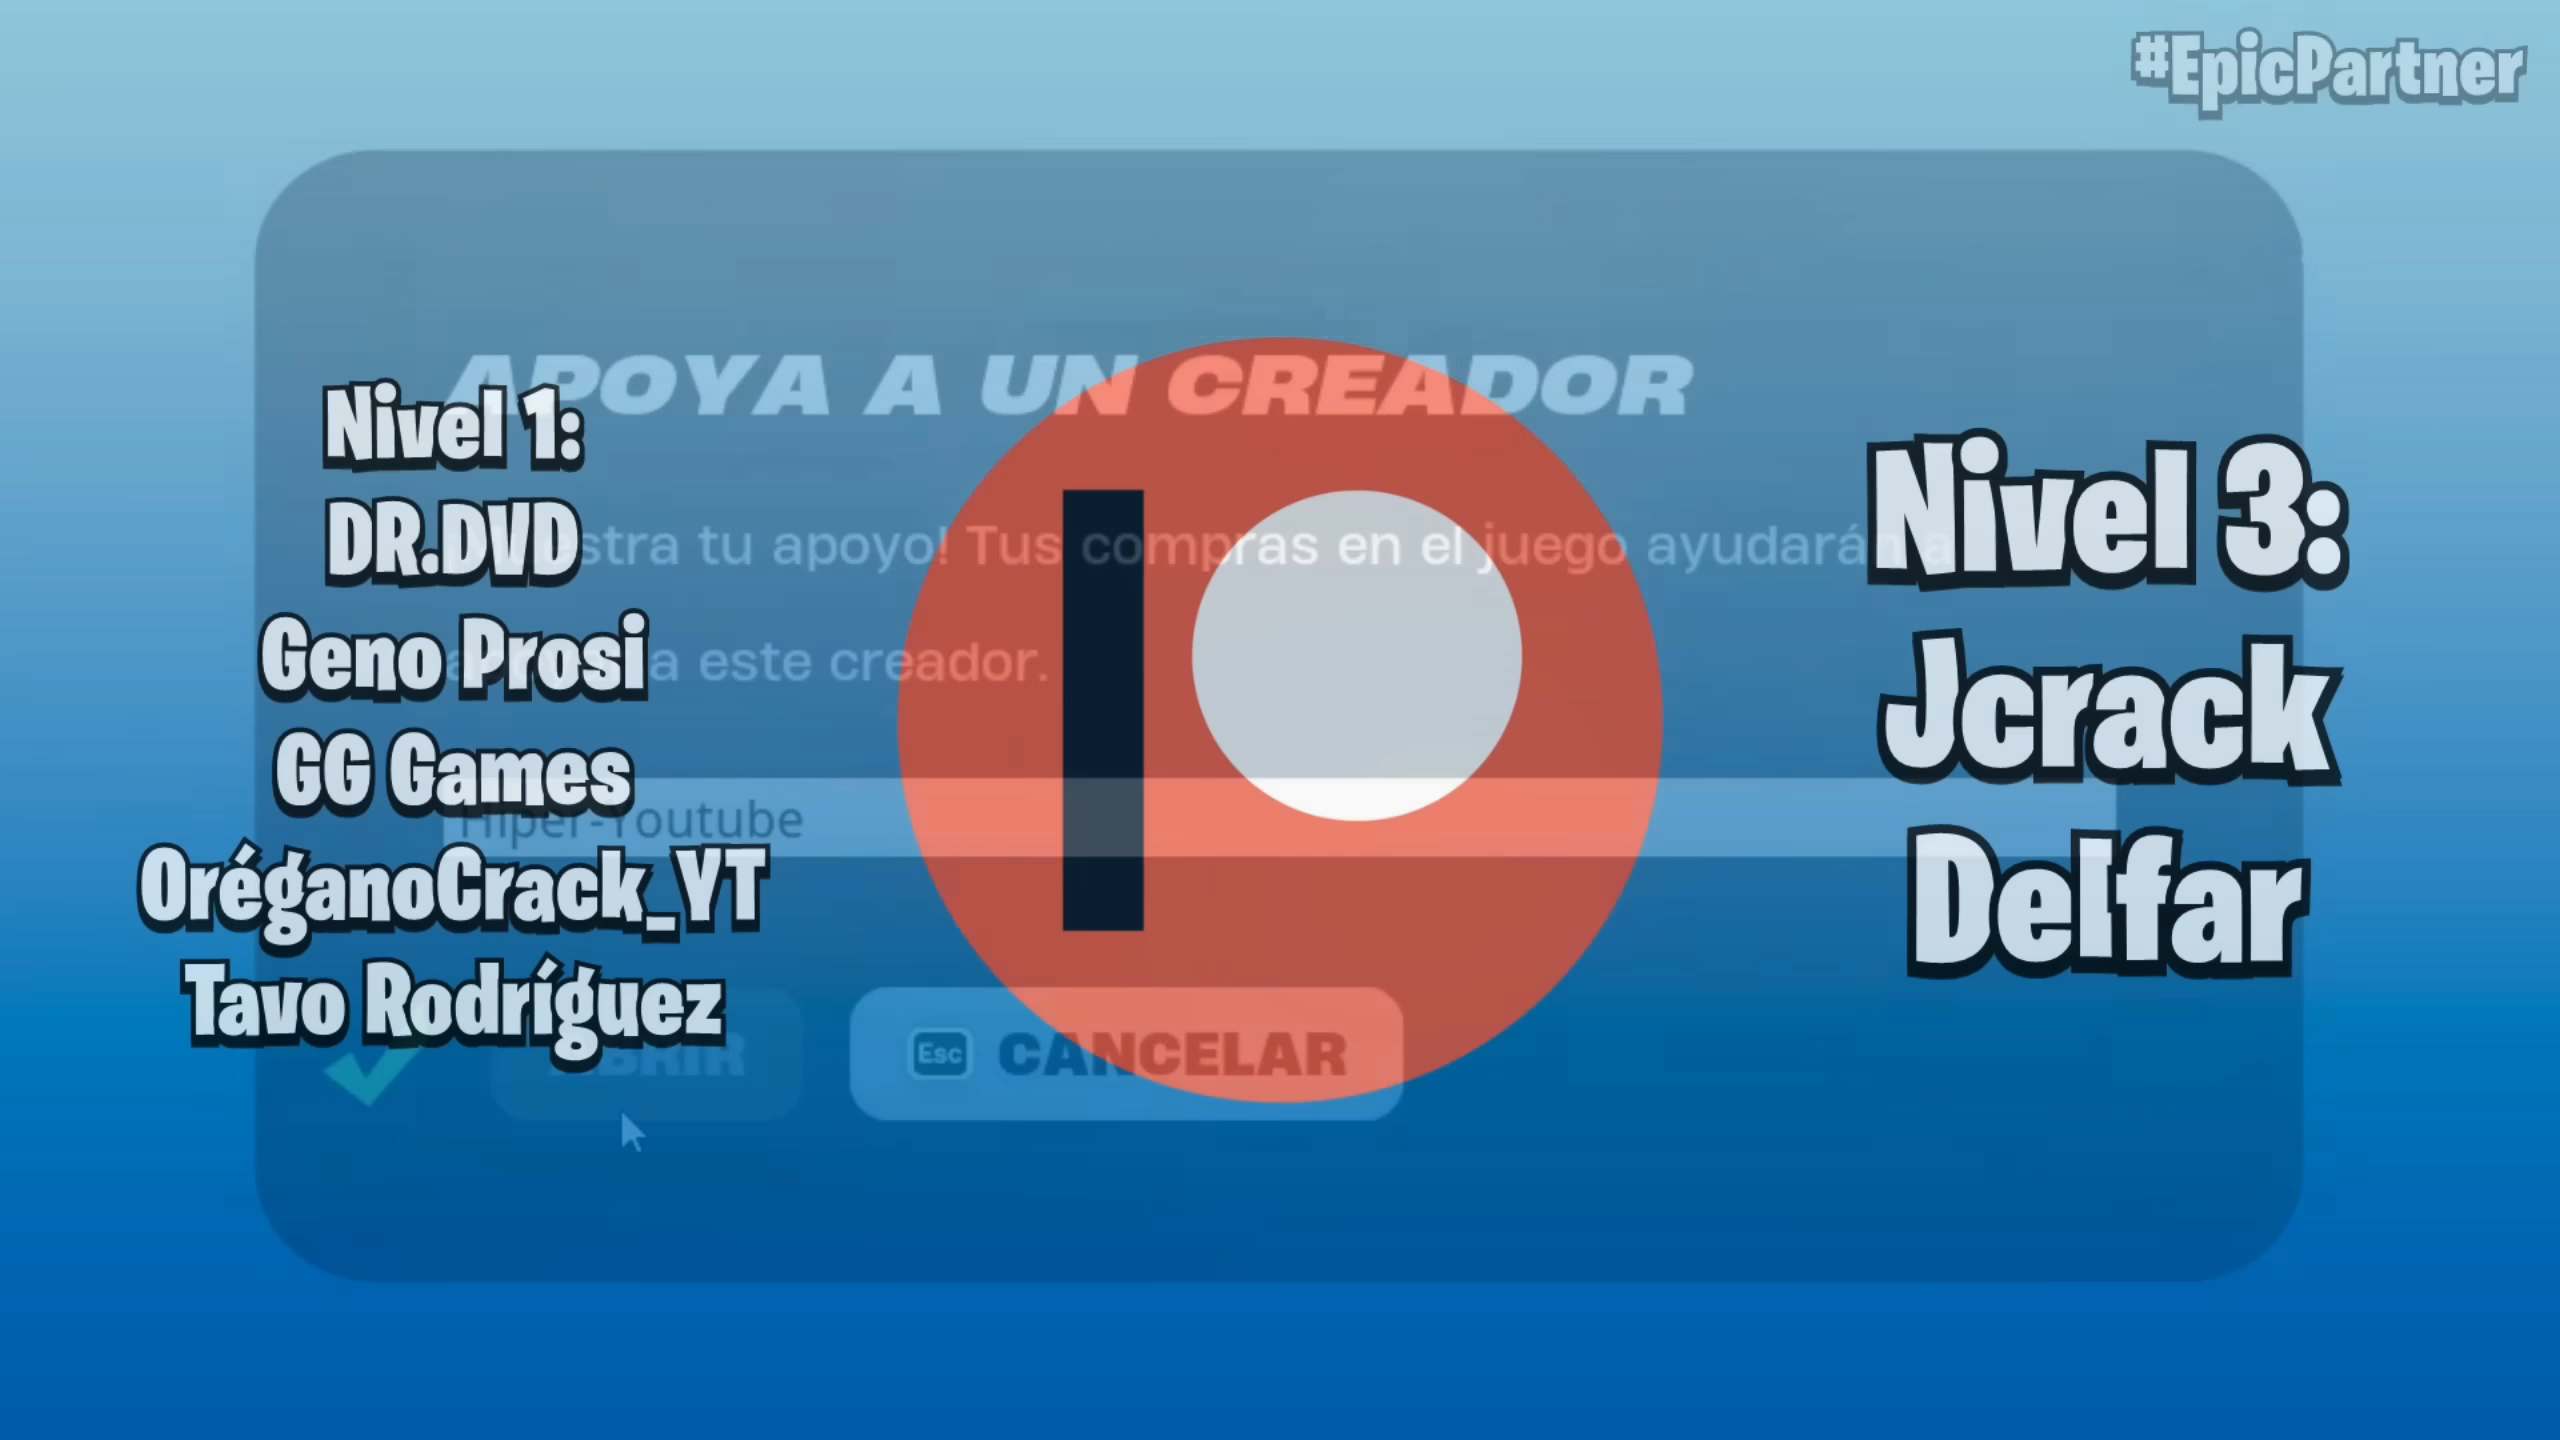 #EpicPartner
APOYA A UN CREADOR
Nivel 1:
DR.DVD
Geno Prosi
GG Games
OréganoCrack_YT
Tavo Rodríguez
tu apoyo! Tus compras en el juego ayudarán a
a este creador.
Hiper-Youtube
ABRIR
Esc CANCELAR
Nivel 3:
Jcrack
Delfar